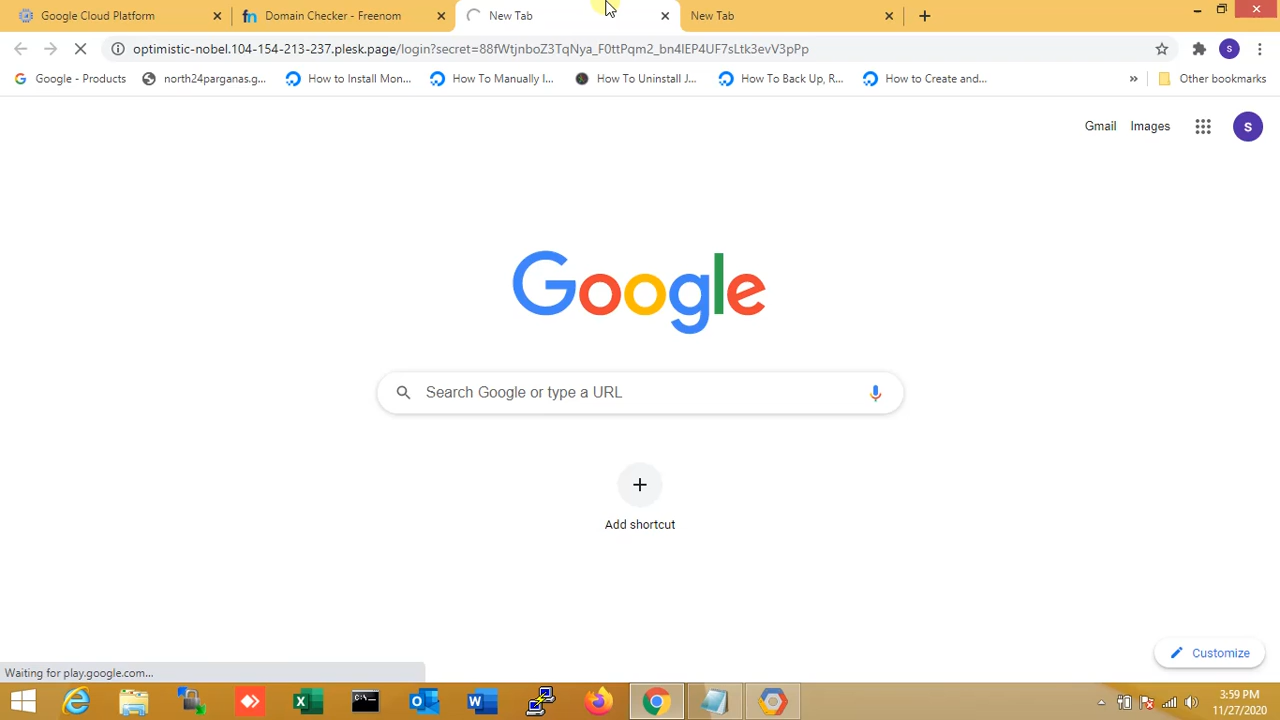 Google Cloud Platform
Domain Checker - Freenom
New Tab
New Tab
optimistic-nobel.104-154-213-237.plesk.page/login?secret=88fWtjnboZ3TqNya_F0ttPqm2_bn4IEP4UF7sLtk3evV3pPp
S
Google - Products
north24parganas.g...
How to Install Mon...
How To Manually I...
How To Uninstall J...
How To Back Up, R...
How to Create and...
»
Other bookmarks
Gmail
Images
S
Google
Search Google or type a URL
Add shortcut
Customize
Waiting for play.google.com...
3:59 PM
11/27/2020